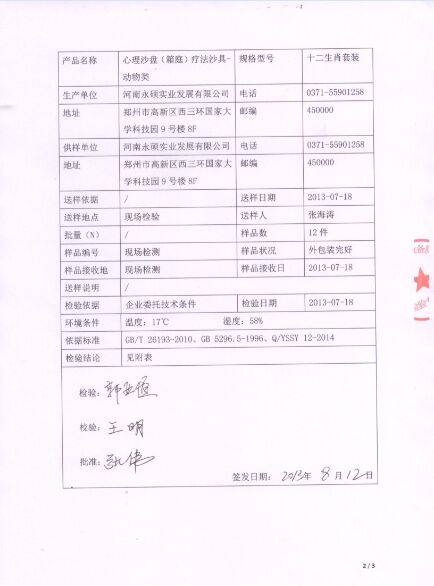 产品名称 心理沙盘（箱庭）疗法沙具- 规格型号 十二生肖套装
动物类
生产单位 河南永硕实业发展有限公司 电话 0371-55901258
地址 郑州市高新区西三环国家大 邮编 450000
学科技园9号楼8F
供样单位 河南永硕实业发展有限公司 电话 0371-55901258
地址 郑州市高新区西三环国家大 邮编 450000
学科技园9号楼8F
送样依据 / 送样日期 2013-07-18
送样地点 现场检验 送样人 张海涛
批量（N） / 样品数 12件
样品编号 现场检测 样品状况 外包装完好
样品接收地 现场检测 样品接收日 2013-07-18
送样说明 /
检验依据 企业委托技术条件 检验日期 2013-07-18
环境条件 温度：17℃ 湿度：58%
依据标准 GB/T 26193-2010、GB 5296.5-1996、Q/YSSY 12-2014
检验结论 见附表
检验：
校验：王明
批准：张伟
签发日期：2013年8月12日
2/3